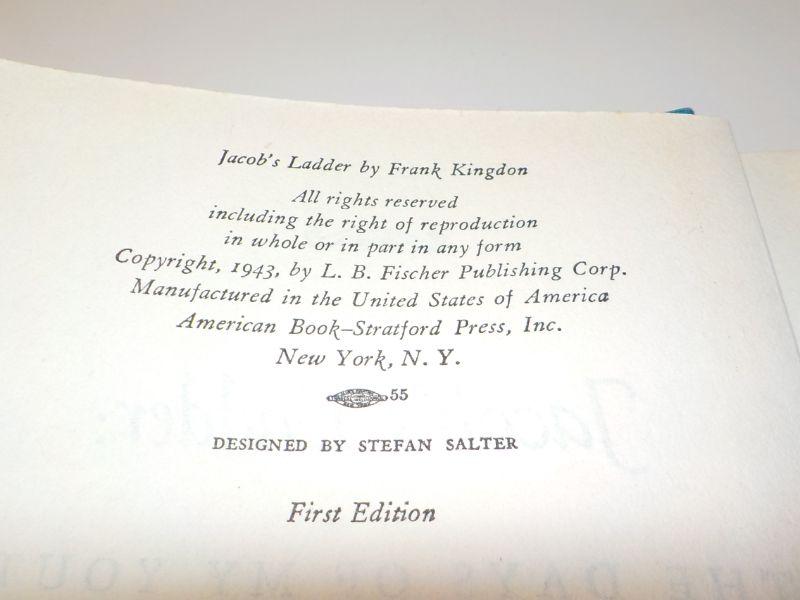 Jacob's Ladder by Frank Kingdon
All rights reserved
including the right of reproduction
in whole or in part in any form
Copyright, 1943, by L. B. Fischer Publishing Corp.
Manufactured in the United States of America
American Book–Stratford Press, Inc.
New York, N. Y.
55
DESIGNED BY STEFAN SALTER
First Edition